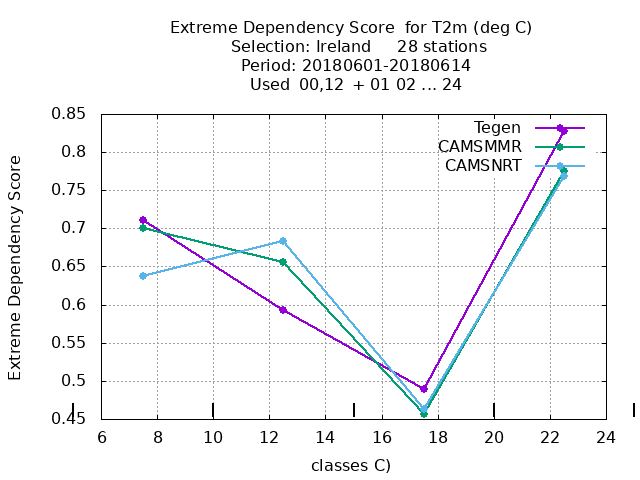 Extreme Dependency Score  for T2m (deg C)
Selection: Ireland     28 stations
Period: 20180601-20180614
Used  00,12  + 01 02 ... 24
Extreme Dependency Score
0.85
0.8
0.75
0.7
0.65
0.6
0.55
0.5
0.45
Tegen
CAMSMMR
CAMSNRT
6 8 10 12 14 16 18 20 22 24
classes C)